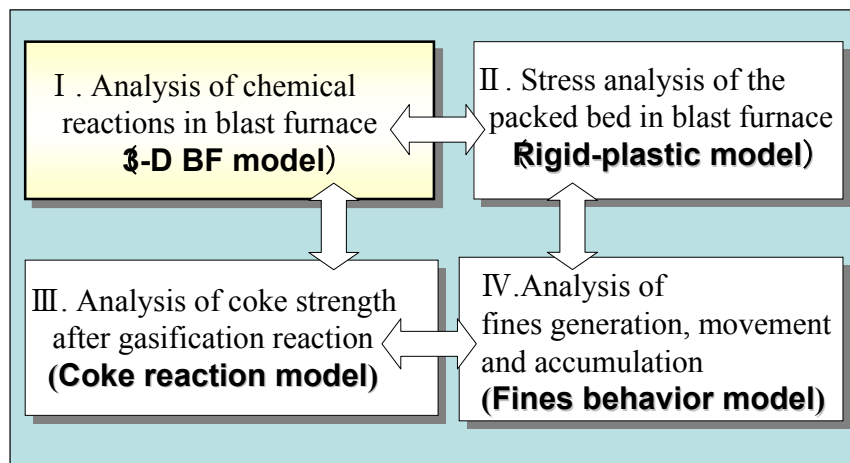 Ⅰ. Analysis of chemical
reactions in blast furnace
(3-D BF model)
Ⅱ. Stress analysis of the
packed bed in blast furnace
(Rigid-plastic model)
Ⅲ. Analysis of coke strength
after gasification reaction
(Coke reaction model)
Ⅳ.Analysis of
fines generation, movement
and accumulation
(Fines behavior model)